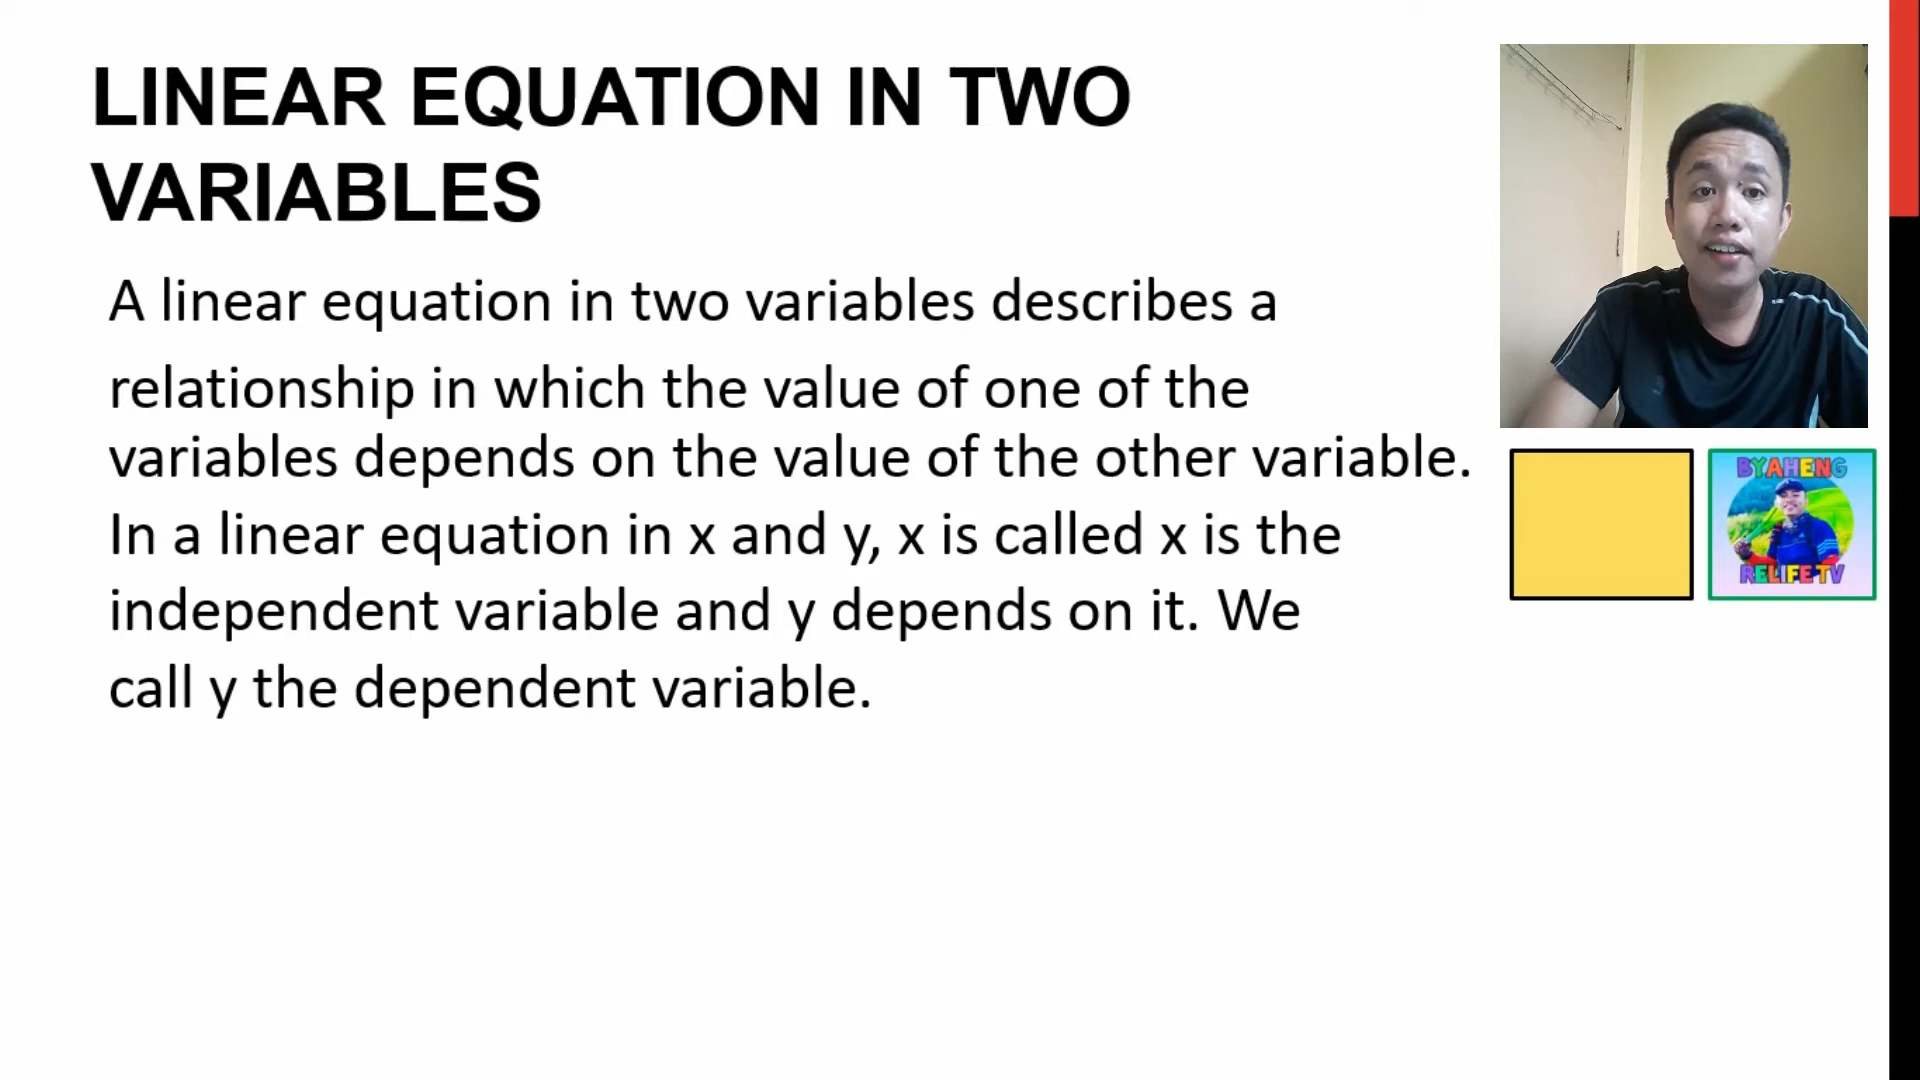 LINEAR EQUATION IN TWO
VARIABLES
A linear equation in two variables describes a
relationship in which the value of one of the
variables depends on the value of the other variable.
In a linear equation in x and y, x is called x is the
independent variable and y depends on it. We
call y the dependent variable.
BYAHENG
RELIFE TV